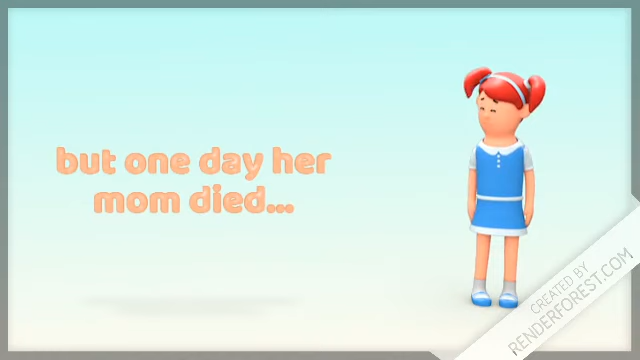 but one day her
mom died...
CREATED BY
RENDERFOREST.COM